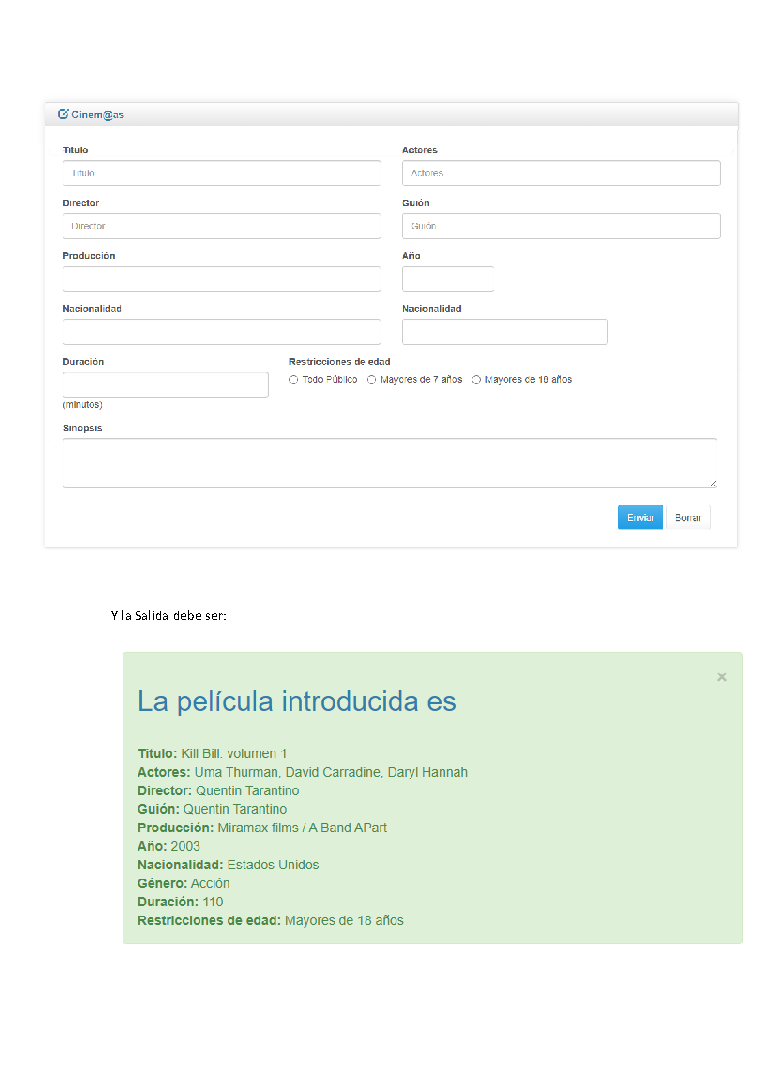 Cinem@as
Título Actores
Título Actores
Director Guión
Director Guión
Producción Año
Nacionalidad Nacionalidad
Duración Restricciones de edad
Todo Público Mayores de 7 años Mayores de 18 años
(minutos)
Sinopsis
Enviar Borrar
Y la Salida debe ser:
×
La película introducida es
Título: Kill Bill. volumen 1
Actores: Uma Thurman, David Carradine, Daryl Hannah
Director: Quentin Tarantino
Guión: Quentin Tarantino
Producción: Miramax films / A Band APart
Año: 2003
Nacionalidad: Estados Unidos
Género: Acción
Duración: 110
Restricciones de edad: Mayores de 18 años